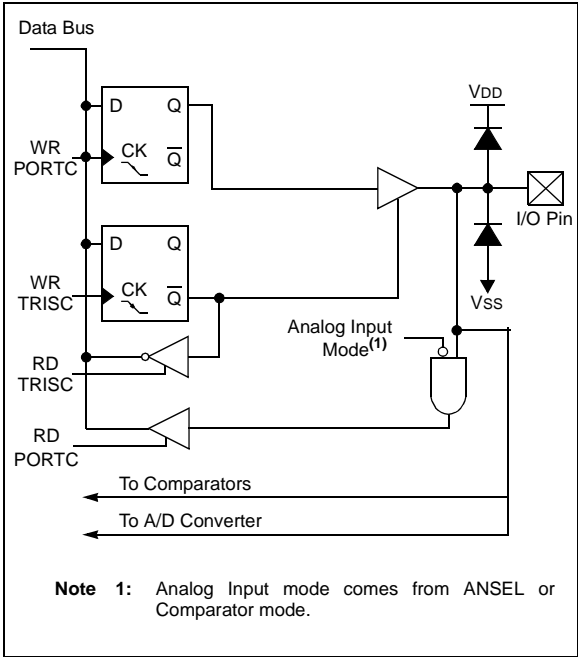 Data Bus
D Q
WR
PORTC
CK Q
VDD
I/O Pin
D Q
WR
TRISC
CK Q
VSS
Analog Input
Mode(1)
RD
TRISC
RD
PORTC
To Comparators
To A/D Converter
Note 1: Analog Input mode comes from ANSEL or
Comparator mode.